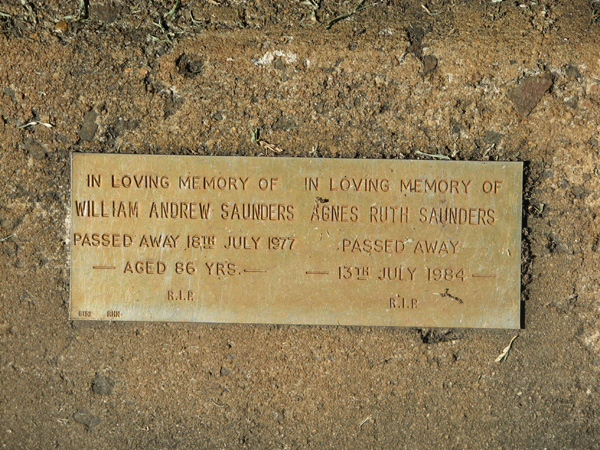 IN LOVING MEMORY OF
WILLIAM ANDREW SAUNDERS
PASSED AWAY 18TH JULY 1977
— AGED 86 YRS. —
R.I.P.
IN LOVING MEMORY OF
AGNES RUTH SAUNDERS
PASSED AWAY
— 13TH JULY 1984 —
R.I.P.